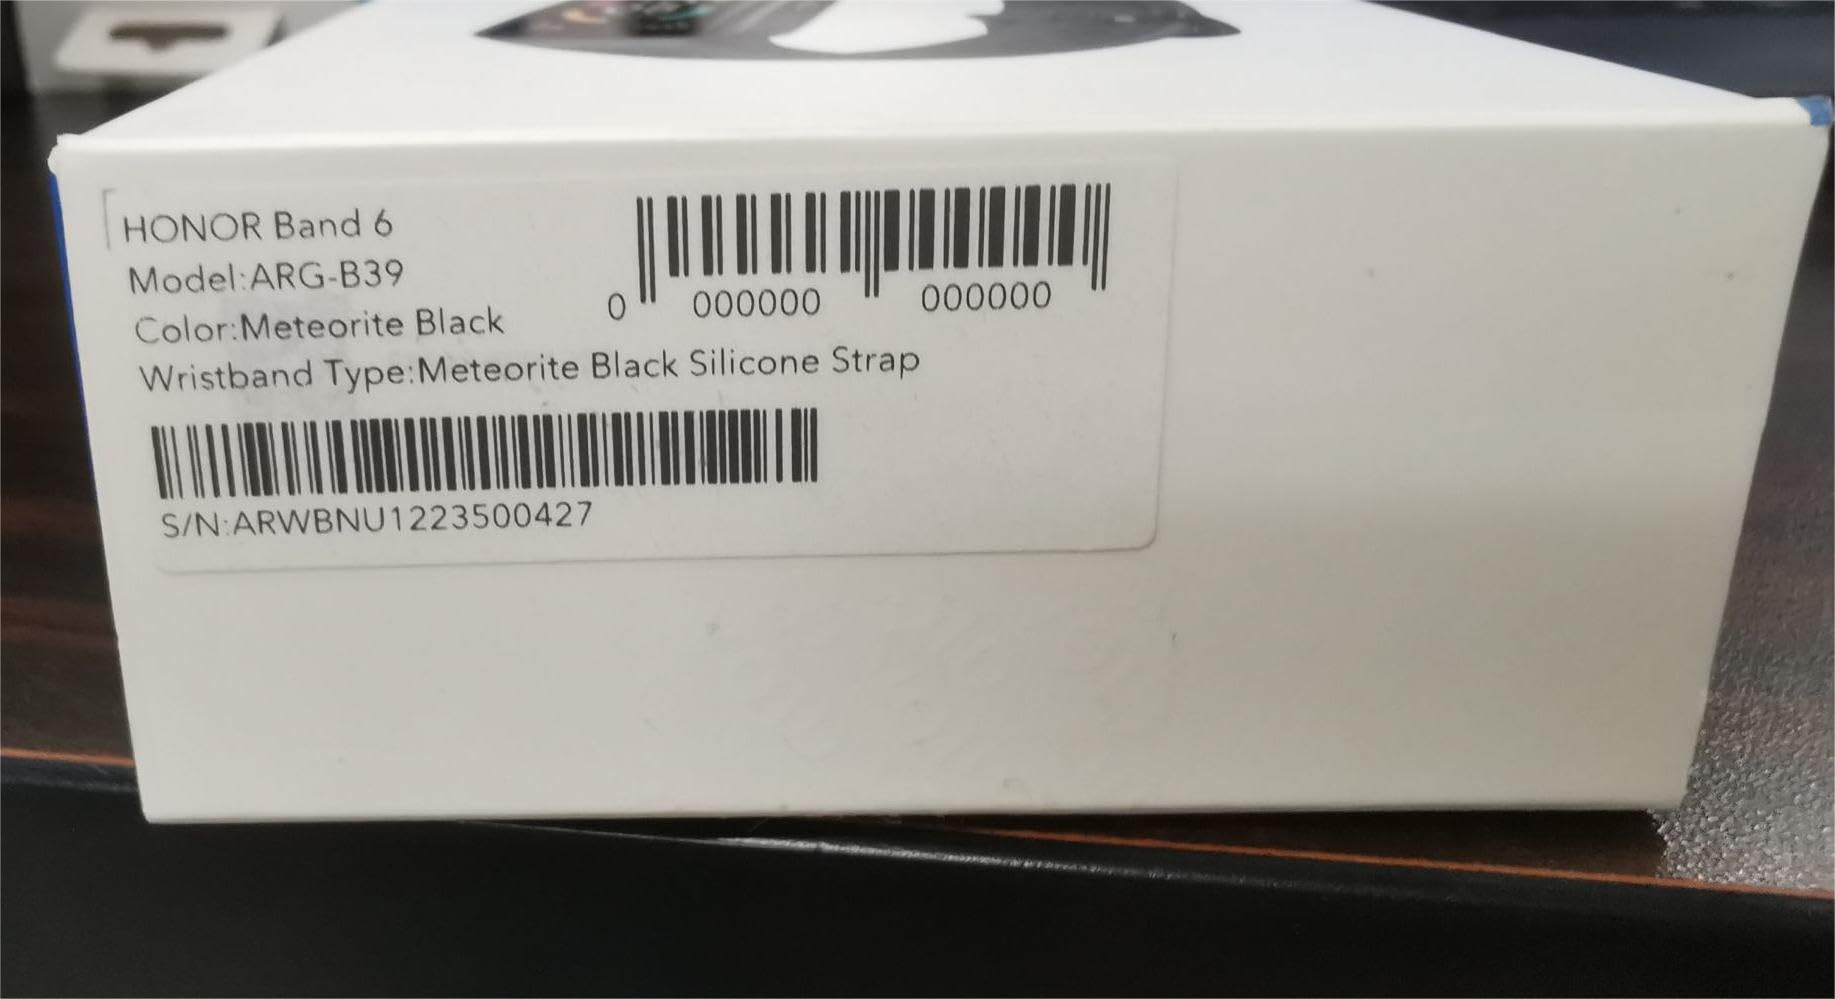 HONOR Band 6
Model:ARG-B39
Color:Meteorite Black
Wristband Type:Meteorite Black Silicone Strap
0 000000 000000
S/N:ARWBNU1223500427